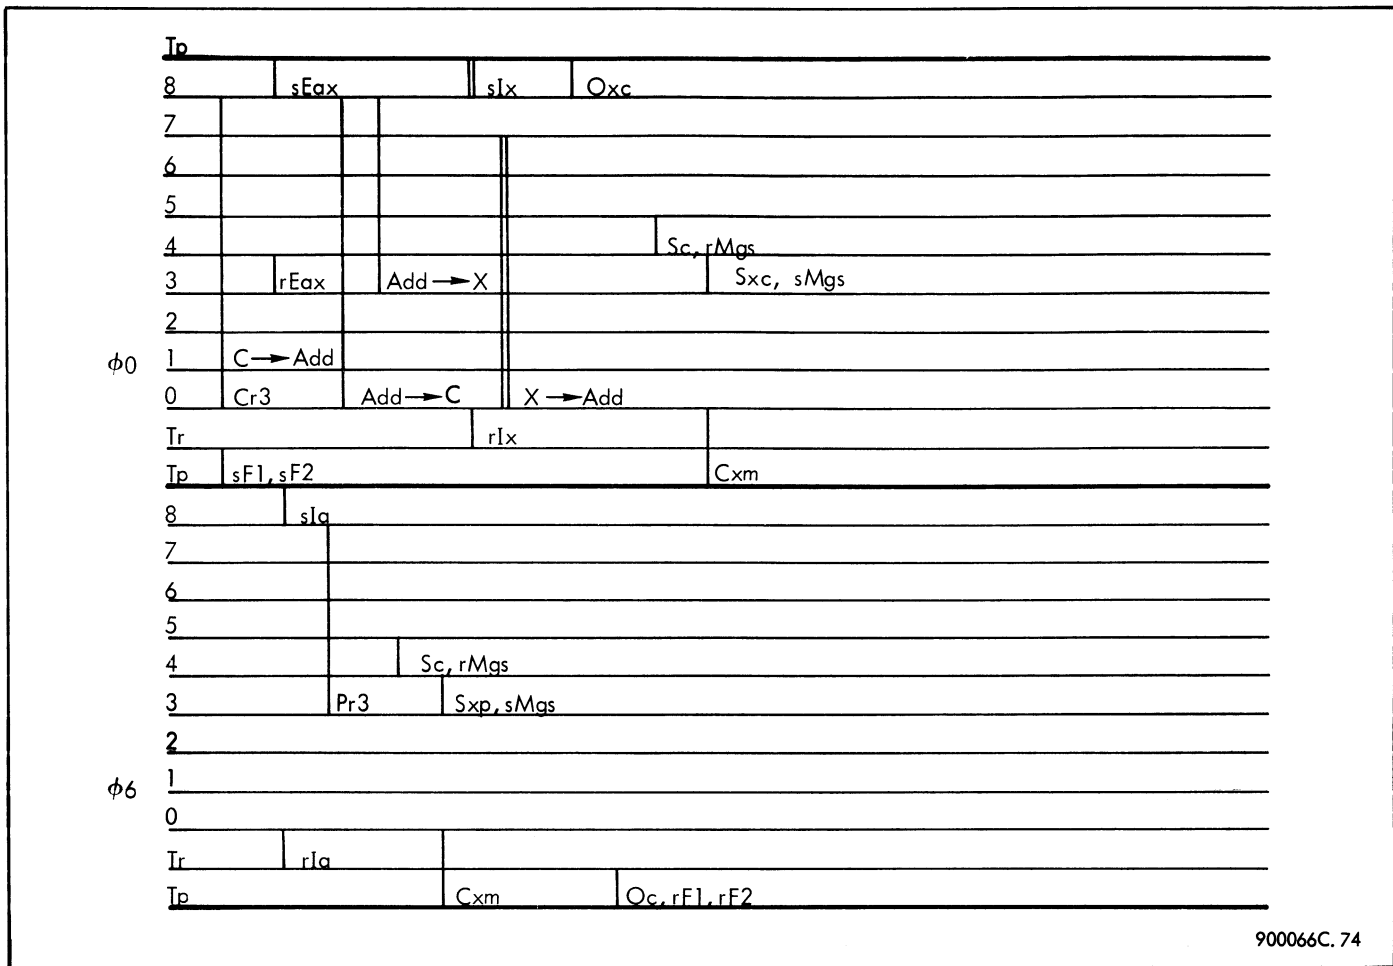 Tp
8 sEax sIx Oxc
7
6
5
4 Sc, rMgs
3 rEax Add → X Sxc, sMgs
2
ϕ0 1 C → Add
0 Cr3 Add → C X → Add
Tr rIx
Tp sF1, sF2 Cxm
8 sIa
7
6
5
4 Sc, rMgs
3 Pr3 Sxp, sMgs
2
ϕ6 1
0
Tr rIa
Tp Cxm Oc, rF1, rF2
900066C. 74